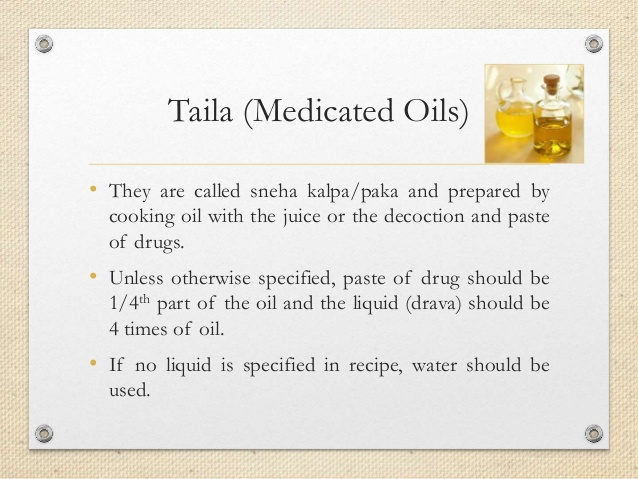 Taila (Medicated Oils)
• They are called sneha kalpa/paka and prepared by
cooking oil with the juice or the decoction and paste
of drugs.
• Unless otherwise specified, paste of drug should be
1/4th part of the oil and the liquid (drava) should be
4 times of oil.
• If no liquid is specified in recipe, water should be
used.